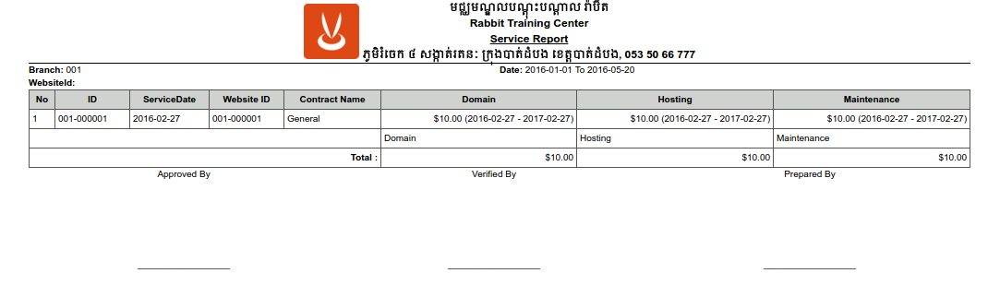 មជ្ឈមណ្ឌលបណ្តុះបណ្តាល រ៉ាប៊ីត
Rabbit Training Center
Service Report
ភូមិរំចេក ៤ សង្កាត់រតនៈ ក្រុងបាត់ដំបង ខេត្តបាត់ដំបង, 053 50 66 777
Branch: 001 Date: 2016-01-01 To 2016-05-20
WebsiteId:
No ID ServiceDate Website ID Contract Name Domain Hosting Maintenance
1 001-000001 2016-02-27 001-000001 General $10.00 (2016-02-27 - 2017-02-27) $10.00 (2016-02-27 - 2017-02-27) $10.00 (2016-02-27 - 2017-02-27)
Domain Hosting Maintenance
Total : $10.00 $10.00 $10.00
Approved By Verified By Prepared By